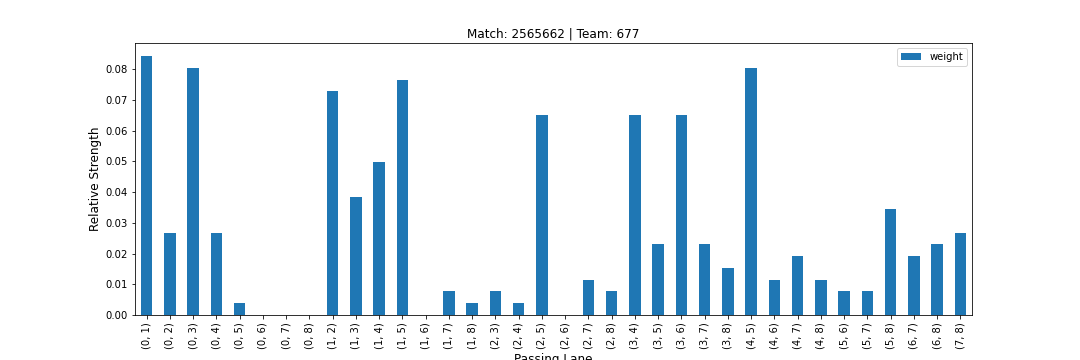 Match: 2565662 | Team: 677
weight
Relative Strength
0.08
0.07
0.06
0.05
0.04
0.03
0.02
0.01
0.00
(0, 1) (0, 2) (0, 3) (0, 4) (0, 5) (0, 6) (0, 7) (0, 8) (1, 2) (1, 3) (1, 4) (1, 5) (1, 6) (1, 7) (1, 8) (2, 3) (2, 4) (2, 5) (2, 6) (2, 7) (2, 8) (3, 4) (3, 5) (3, 6) (3, 7) (3, 8) (4, 5) (4, 6) (4, 7) (4, 8) (5, 6) (5, 7) (5, 8) (6, 7) (6, 8) (7, 8)
Passing Lane